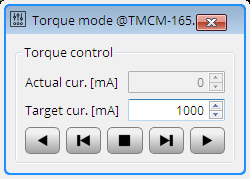 Torque mode @TMCM-165.
Torque control
Actual cur. [mA] 0
Target cur. [mA] 1000